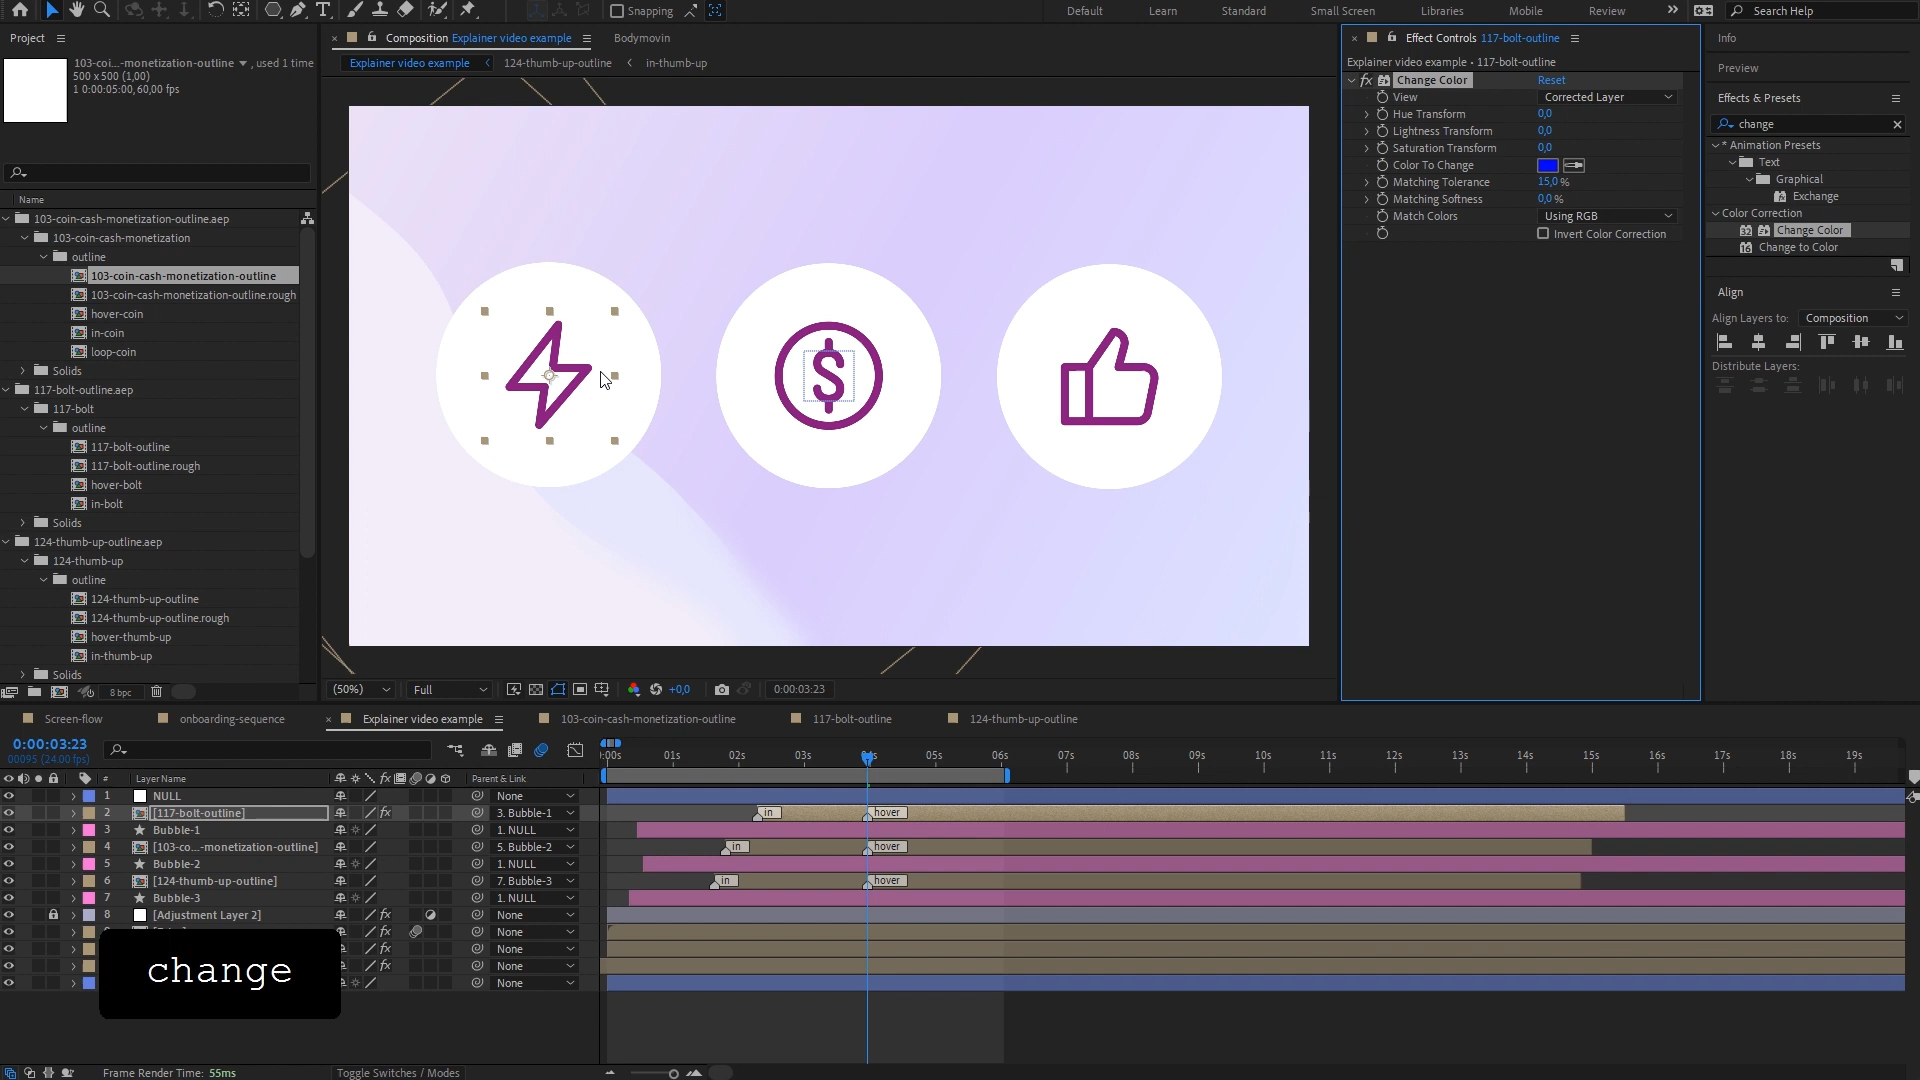 Snapping
Default
Learn
Standard
Small Screen
Libraries
Mobile
Review
Search Help
Project
Composition Explainer video example
Bodymovin
Effect Controls 117-bolt-outline
Info
103-coi...-monetization-outline , used 1 time
500 x 500 (1,00)
1 0:00:05:00, 60,00 fps
Explainer video example
124-thumb-up-outline
in-thumb-up
Explainer video example • 117-bolt-outline
Preview
fx Change Color Reset
View Corrected Layer
Hue Transform 0,0
Lightness Transform 0,0
Saturation Transform 0,0
Color To Change
Matching Tolerance 15,0 %
Matching Softness 0,0 %
Match Colors Using RGB
Invert Color Correction
Effects & Presets
change
* Animation Presets
Text
Graphical
Exchange
Color Correction
Change Color
Change to Color
Align
Align Layers to: Composition
Distribute Layers:
Name
103-coin-cash-monetization-outline.aep
103-coin-cash-monetization
outline
103-coin-cash-monetization-outline
103-coin-cash-monetization-outline.rough
hover-coin
in-coin
loop-coin
Solids
117-bolt-outline.aep
117-bolt
outline
117-bolt-outline
117-bolt-outline.rough
hover-bolt
in-bolt
Solids
124-thumb-up-outline.aep
124-thumb-up
outline
124-thumb-up-outline
124-thumb-up-outline.rough
hover-thumb-up
in-thumb-up
Solids
8 bpc
(50%)
Full
+0,0
0:00:03:23
Screen-flow
onboarding-sequence
Explainer video example
103-coin-cash-monetization-outline
117-bolt-outline
124-thumb-up-outline
0:00:03:23
00095 (24.00 fps)
:00s 01s 02s 03s 05s 06s 07s 08s 09s 10s 11s 12s 13s 14s 15s 16s 17s 18s 19s
# Layer Name fx Parent & Link
1 NULL None
2 [117-bolt-outline] fx 3. Bubble-1 in hover
3 Bubble-1 1. NULL
4 [103-co...-monetization-outline] 5. Bubble-2 in hover
5 Bubble-2 1. NULL
6 [124-thumb-up-outline] 7. Bubble-3 in hover
7 Bubble-3 1. NULL
8 [Adjustment Layer 2] fx None
fx None
fx None
fx None
None
change
Frame Render Time: 55ms
Toggle Switches / Modes